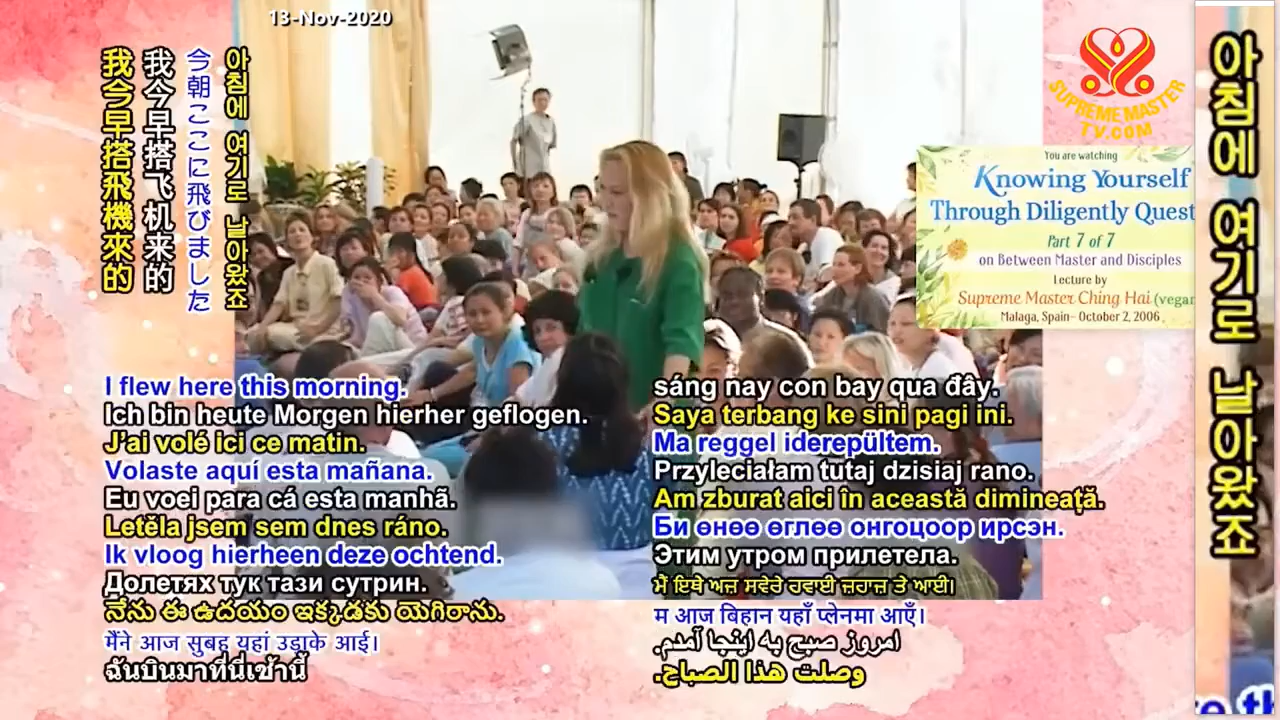 13-Nov-2020
아침에 여기로 날아왔죠
今朝ここに飛びました
我今早搭飞机来的
我今早搭飛機來的
SUPREME MASTER
TV.COM
You are watching
Knowing Yourself
Through Diligently Quest
Part 7 of 7
on Between Master and Disciples
Lecture by
Supreme Master Ching Hai (vegan
Malaga, Spain– October 2, 2006
I flew here this morning.
Ich bin heute Morgen hierher geflogen.
J'ai volé ici ce matin.
Volaste aquí esta mañana.
Eu voei para cá esta manhã.
Letěla jsem sem dnes ráno.
Ik vloog hierheen deze ochtend.
Долетях тук тази сутрин.
నేను ఈ ఉదయం ఇక్కడకు యెగిరాను.
मैंने आज सुबह यहां उड़ाके आई।
ฉันบินมาที่นี่เช้านี้
sáng nay con bay qua đây.
Saya terbang ke sini pagi ini.
Ma reggel iderepültem.
Przyleciałam tutaj dzisiaj rano.
Am zburat aici în această dimineață.
Би өнөө өглөө онгоцоор ирсэн.
Этим утром прилетела.
ਮੈਂ ਇਥੇ ਅਜ਼ ਸਵੇਰੇ ਹਵਾਈ ਜ਼ਹਾਜ਼ ਤੇ ਆਈ।
म आज बिहान यहाँ प्लेनमा आएँ।
امروز صبح به اینجا آمدم.
وصلت هذا الصباح.
아침에 여기로 날아왔죠